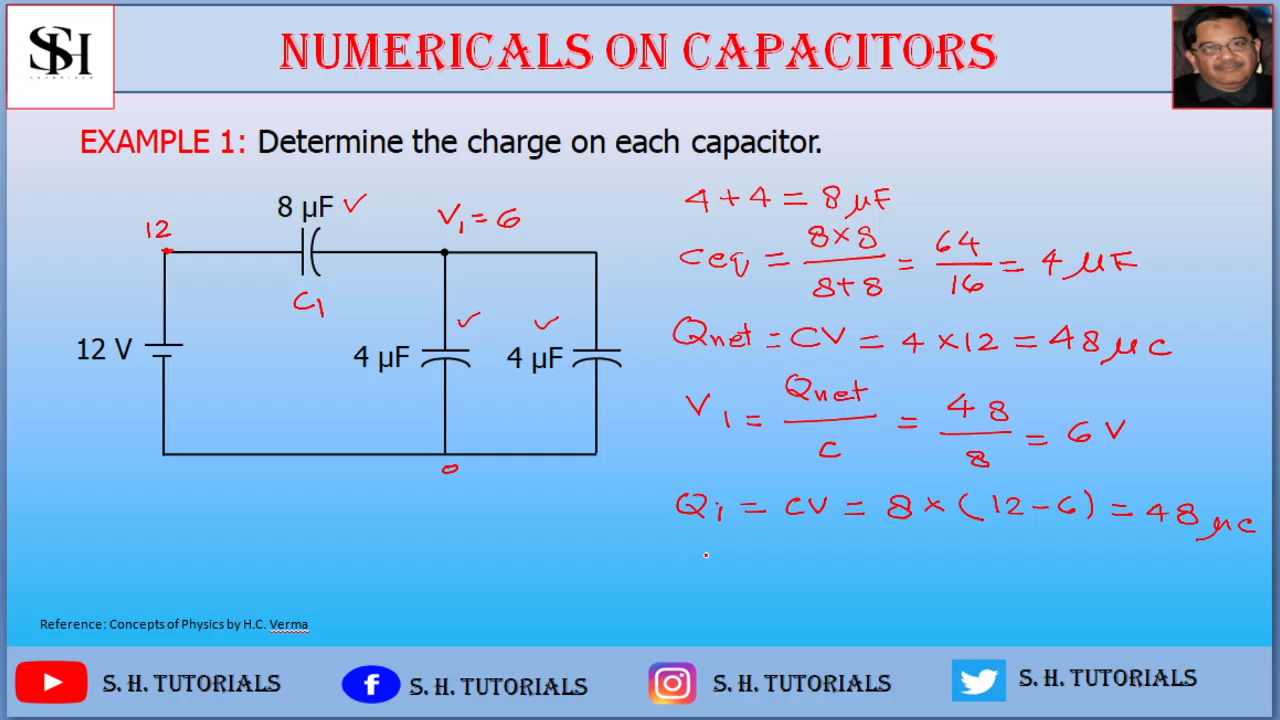 SH
TUTORIALS
NUMERICALS ON CAPACITORS
EXAMPLE 1: Determine the charge on each capacitor.
8 μF ✓
V₁ = 6
12
C₁
12 V
4 μF
✓
4 μF
✓
0
4 + 4 = 8 μF
Ceq = 8×8 / 8+8 = 64 / 16 = 4 μF
Qnet = CV = 4 × 12 = 48 μC
V₁ = Qnet / C = 48 / 8 = 6 V
Q₁ = CV = 8 × (12 - 6) = 48 μC
Reference: Concepts of Physics by H.C. Verma
S. H. TUTORIALS
f S. H. TUTORIALS
S. H. TUTORIALS
S. H. TUTORIALS